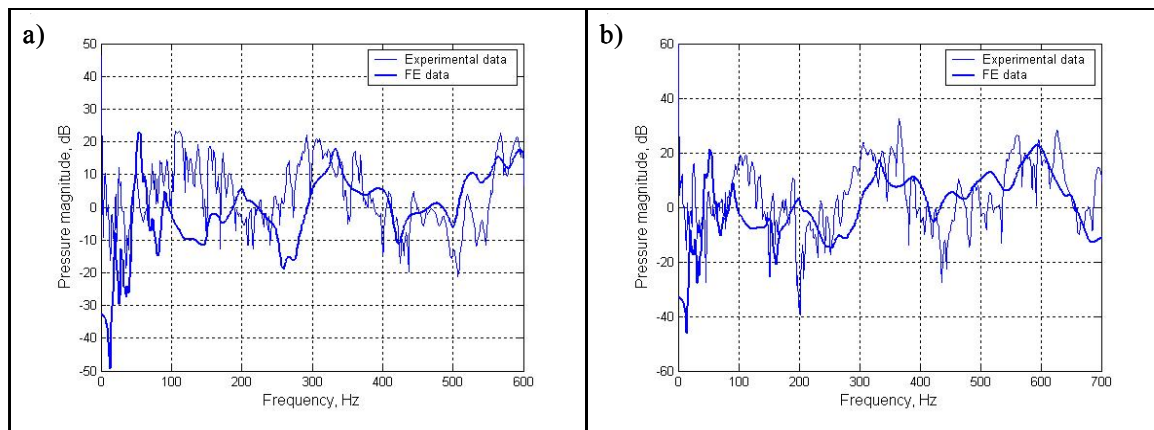 a)
50
40
30
20
10
0
-10
-20
-30
-40
-50
Pressure magnitude, dB
Experimental data
FE data
0 100 200 300 400 500 600
Frequency, Hz
b)
60
40
20
0
-20
-40
-60
Pressure magnitude, dB
Experimental data
FE data
0 100 200 300 400 500 600 700
Frequency, Hz